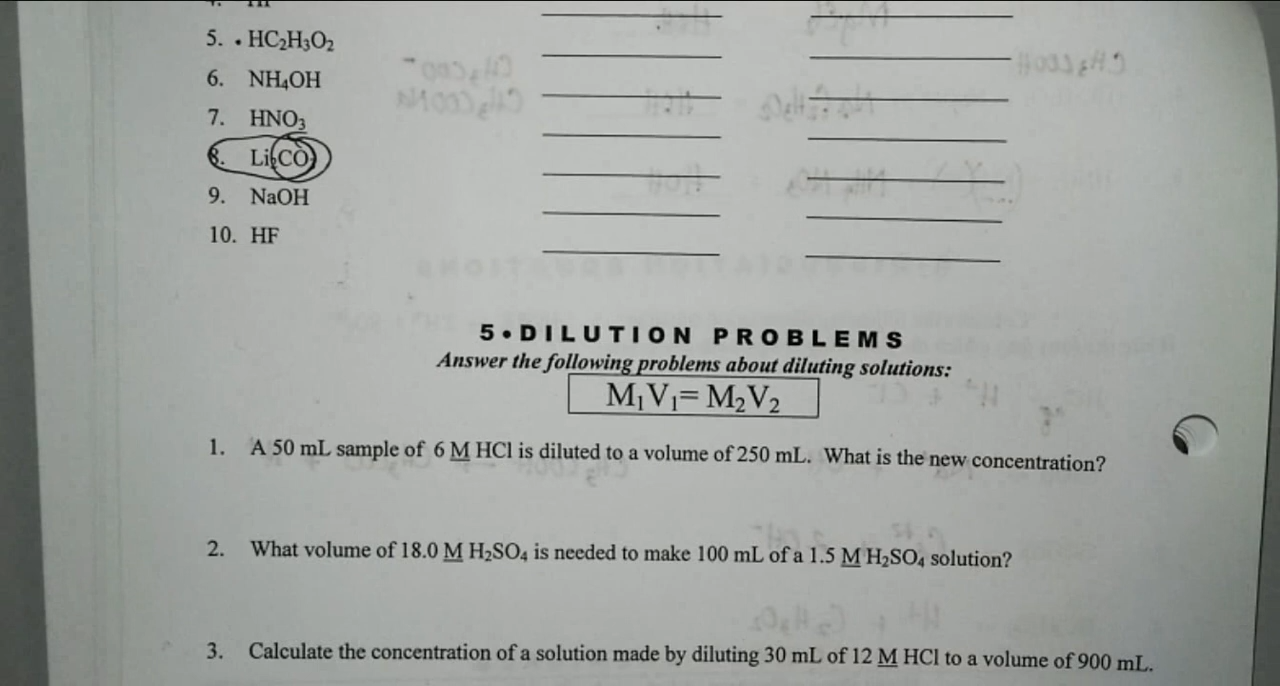 5. • HC₂H₃O₂
6. NH₄OH
7. HNO₃
8. Li₂CO₃
9. NaOH
10. HF
5 • DILUTION PROBLEMS
Answer the following problems about diluting solutions:
M₁V₁= M₂V₂
1. A 50 mL sample of 6 M HCl is diluted to a volume of 250 mL. What is the new concentration?
2. What volume of 18.0 M H₂SO₄ is needed to make 100 mL of a 1.5 M H₂SO₄ solution?
3. Calculate the concentration of a solution made by diluting 30 mL of 12 M HCl to a volume of 900 mL.